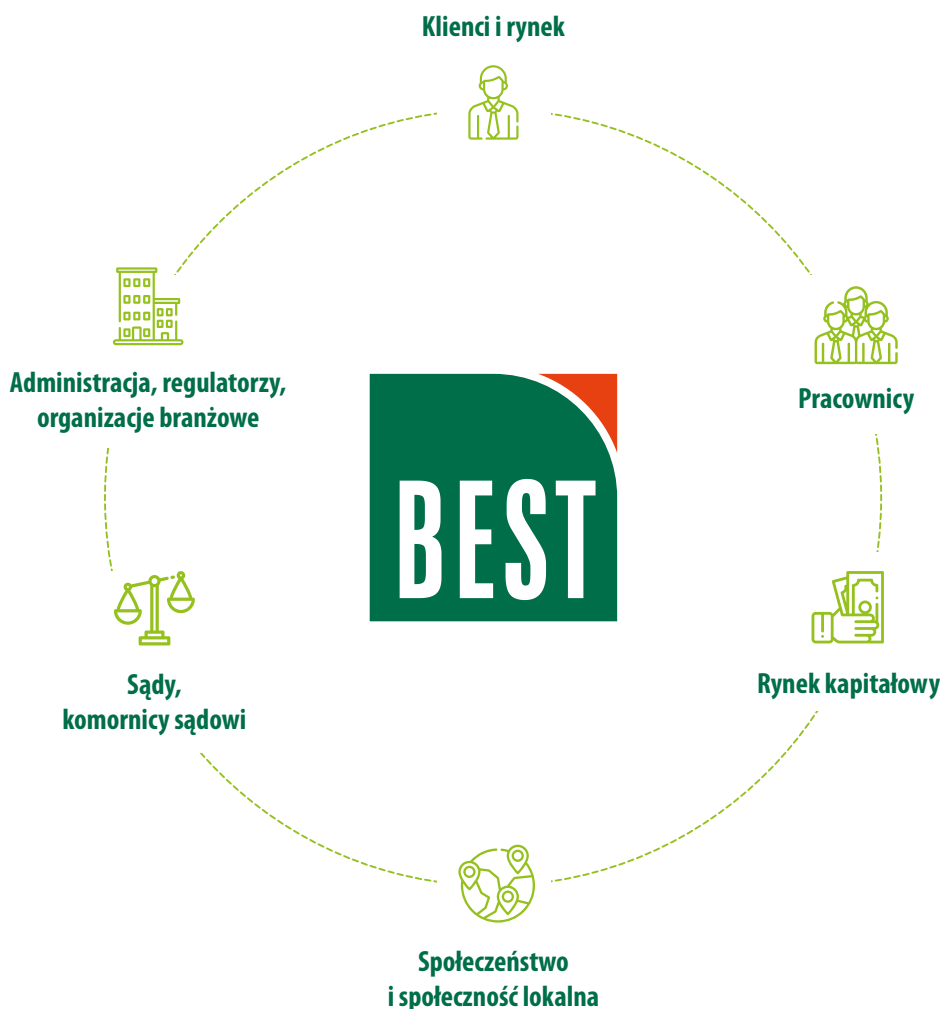 Klienci i rynek
Administracja, regulatorzy,
organizacje branżowe
Pracownicy
BEST
Sądy,
komornicy sądowi
Rynek kapitałowy
Społeczeństwo
i społeczność lokalna